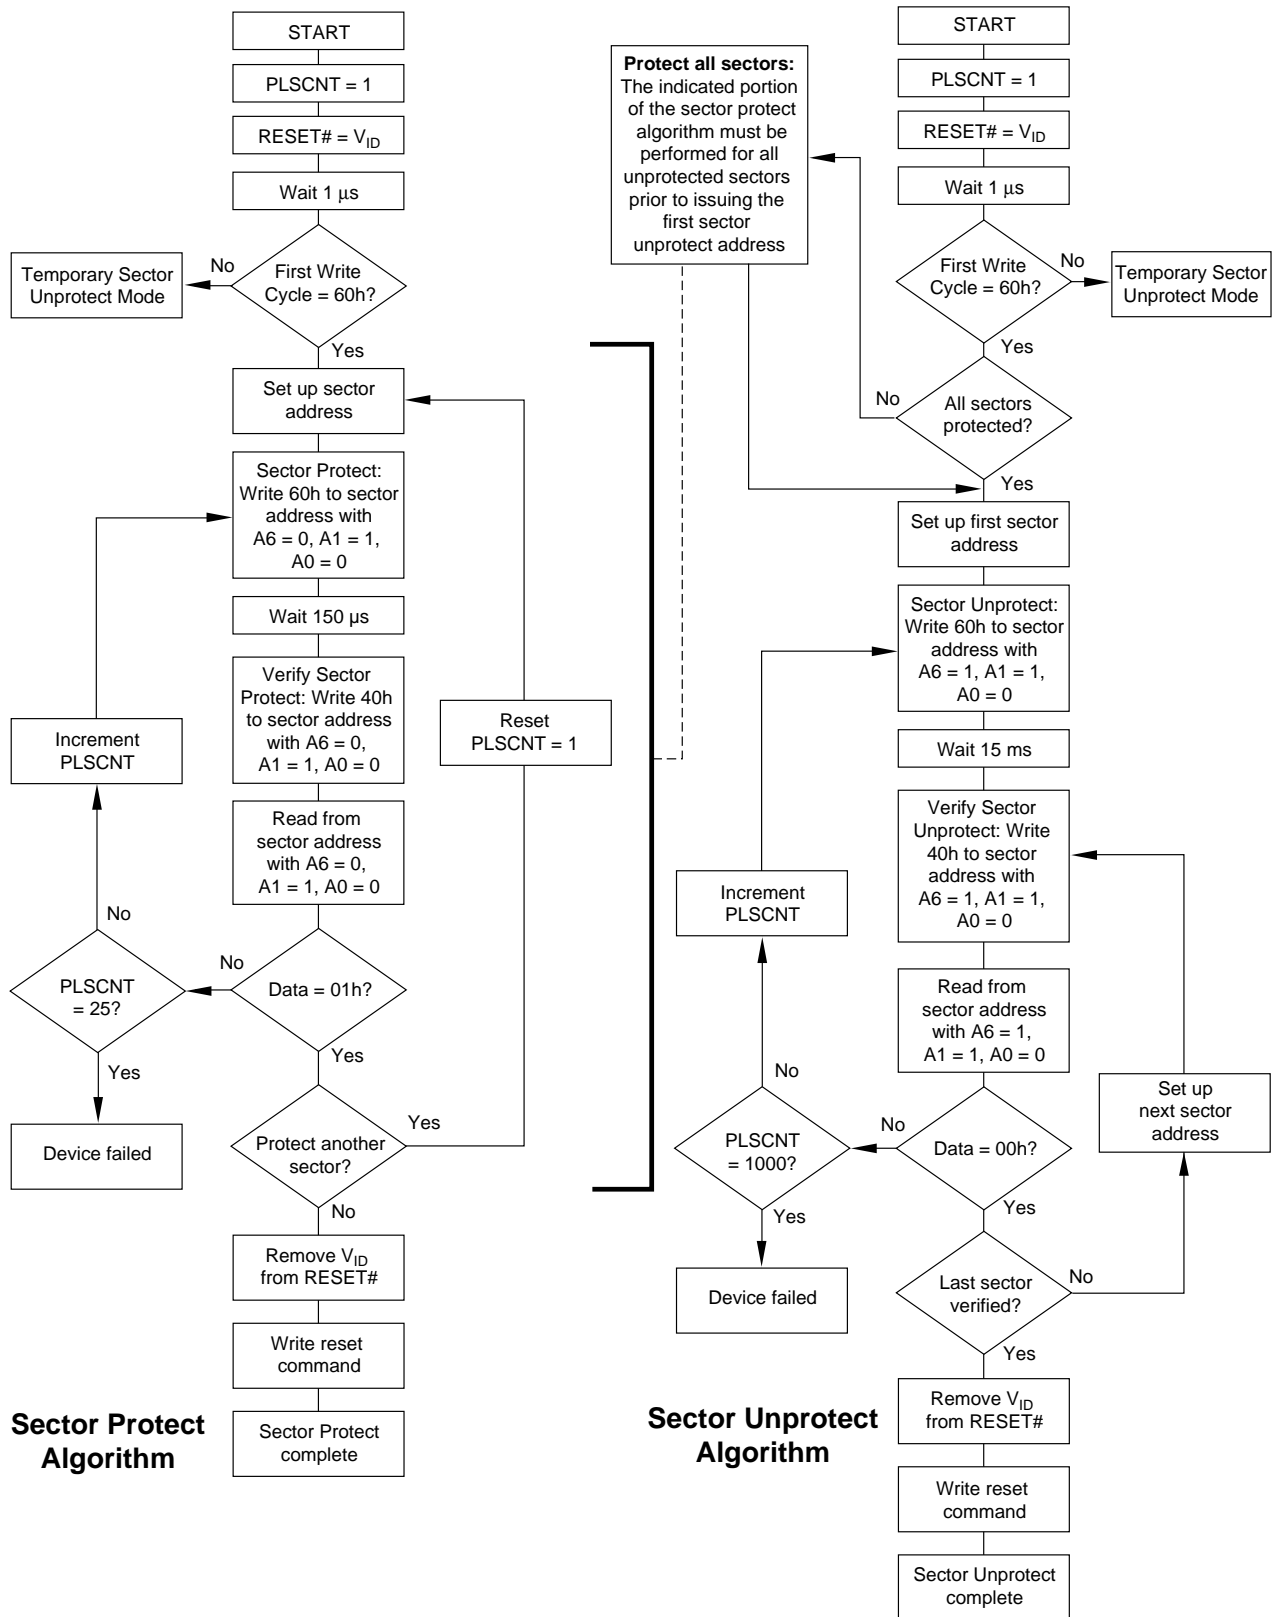 START
PLSCNT = 1
RESET# = VID
Wait 1 μs
First Write
Cycle = 60h?
No
Temporary Sector
Unprotect Mode
Yes
Set up sector
address
Sector Protect:
Write 60h to sector
address with
A6 = 0, A1 = 1,
A0 = 0
Wait 150 µs
Verify Sector
Protect: Write 40h
to sector address
with A6 = 0,
A1 = 1, A0 = 0
Read from
sector address
with A6 = 0,
A1 = 1, A0 = 0
Data = 01h?
No
PLSCNT
= 25?
No
Increment
PLSCNT
Yes
Device failed
Yes
Protect another
sector?
Yes
Reset
PLSCNT = 1
No
Remove VID
from RESET#
Write reset
command
Sector Protect
complete
Sector Protect
Algorithm
Protect all sectors:
The indicated portion
of the sector protect
algorithm must be
performed for all
unprotected sectors
prior to issuing the
first sector
unprotect address
START
PLSCNT = 1
RESET# = VID
Wait 1 μs
First Write
Cycle = 60h?
No
Temporary Sector
Unprotect Mode
Yes
All sectors
protected?
No
Yes
Set up first sector
address
Sector Unprotect:
Write 60h to sector
address with
A6 = 1, A1 = 1,
A0 = 0
Wait 15 ms
Verify Sector
Unprotect: Write
40h to sector
address with
A6 = 1, A1 = 1,
A0 = 0
Read from
sector address
with A6 = 1,
A1 = 1, A0 = 0
Data = 00h?
No
PLSCNT
= 1000?
No
Increment
PLSCNT
Yes
Device failed
Yes
Last sector
verified?
No
Set up
next sector
address
Yes
Remove VID
from RESET#
Write reset
command
Sector Unprotect
complete
Sector Unprotect
Algorithm